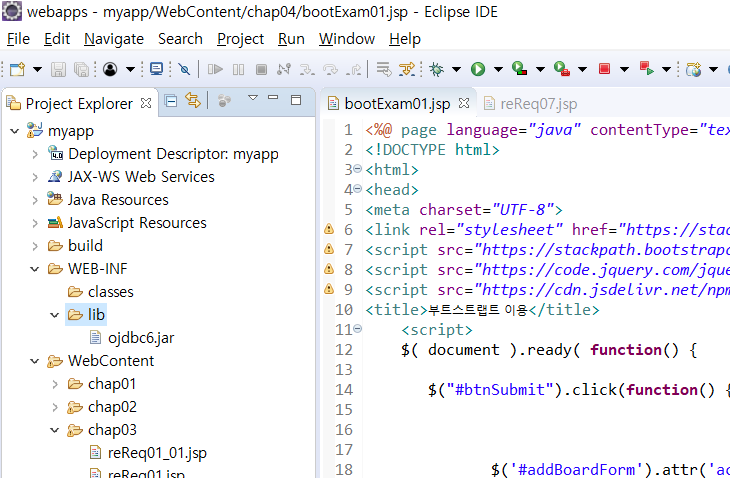 webapps - myapp/WebContent/chap04/bootExam01.jsp - Eclipse IDE
File Edit Navigate Search Project Run Window Help
Project Explorer
myapp
Deployment Descriptor: myapp
JAX-WS Web Services
Java Resources
JavaScript Resources
build
WEB-INF
classes
lib
ojdbc6.jar
WebContent
chap01
chap02
chap03
reReq01_01.jsp
reReq01.jsp
bootExam01.jsp reReq07.jsp
1 <%@ page language="java" contentType="tex
2 <!DOCTYPE html>
3 <html>
4 <head>
5 <meta charset="UTF-8">
6 <link rel="stylesheet" href="https://stac
7 <script src="https://stackpath.bootstrapc
8 <script src="https://code.jquery.com/jque
9 <script src="https://cdn.jsdelivr.net/npm
10 <title>부트스트랩트 이용</title>
11 <script>
12 $( document ).ready( function() {
13
14 $("#btnSubmit").click(function() {
15
16
17
18 $('#addBoardForm').attr('ac